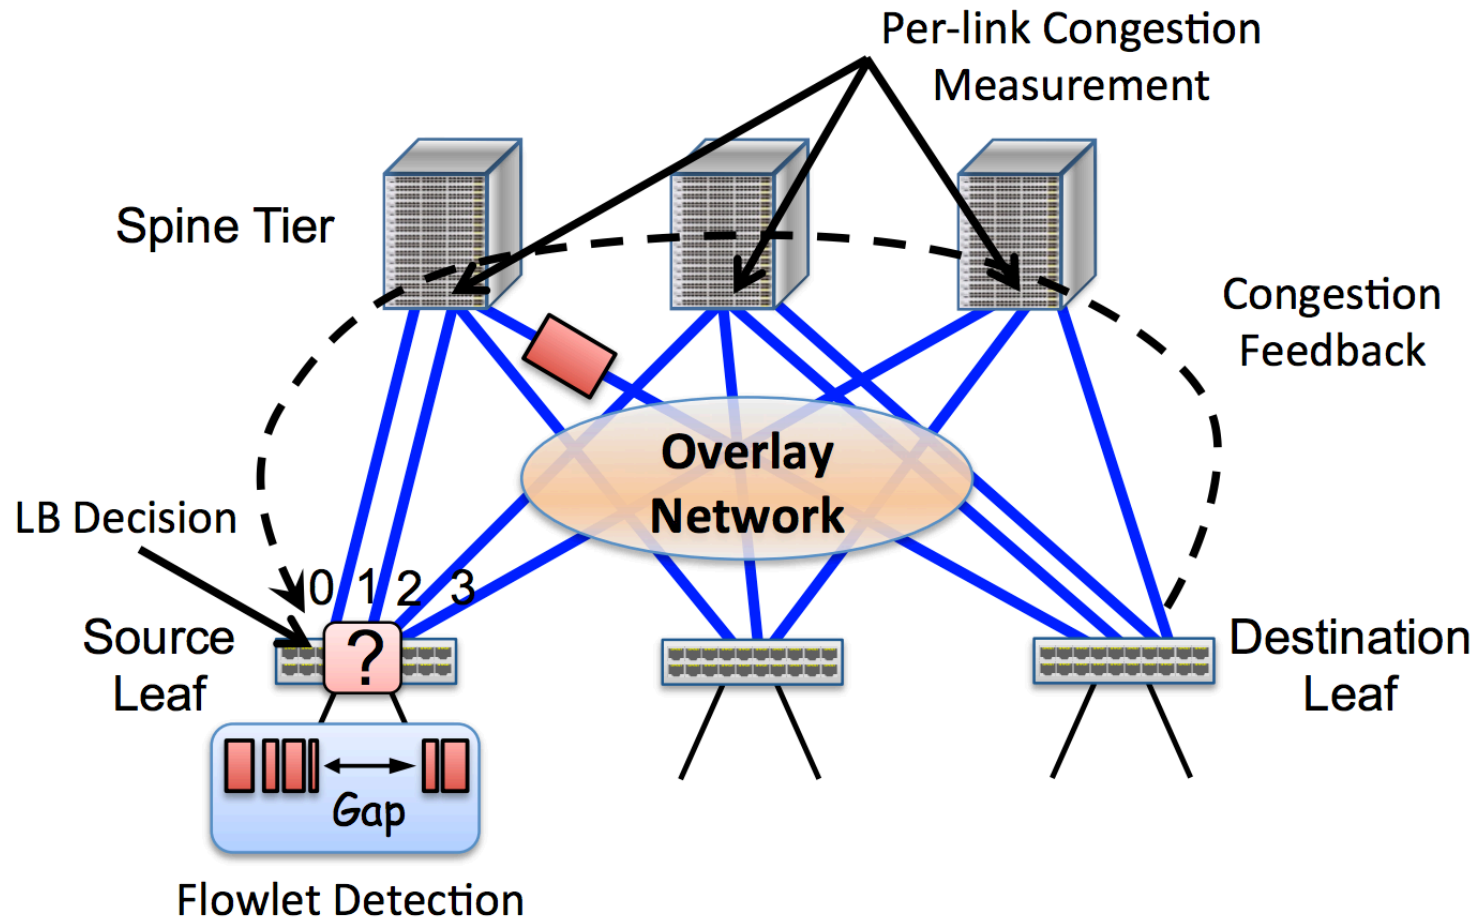 Per-link Congestion
Measurement
Spine Tier
Congestion
Feedback
Overlay
Network
LB Decision
0 1 2 3
?
Source
Leaf
Destination
Leaf
Gap
Flowlet Detection